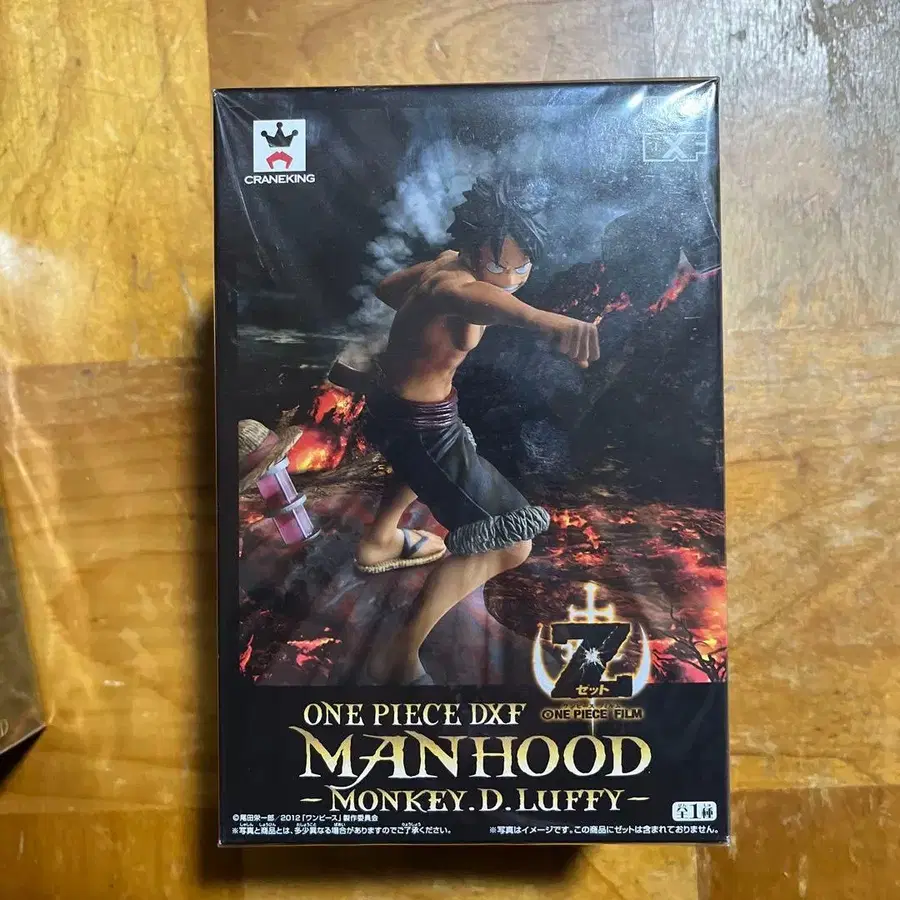 CRANEKING
DXF
Z
ゼット
ONE PIECE FILM
ONE PIECE DXF
MANHOOD
-MONKEY.D.LUFFY-
全1種
©尾田栄一郎/2012「ワンピース」製作委員会
※写真と商品とは、多少異なる場合がありますのでご了承ください。
※写真はイメージです。この商品にゼットは含まれておりません。